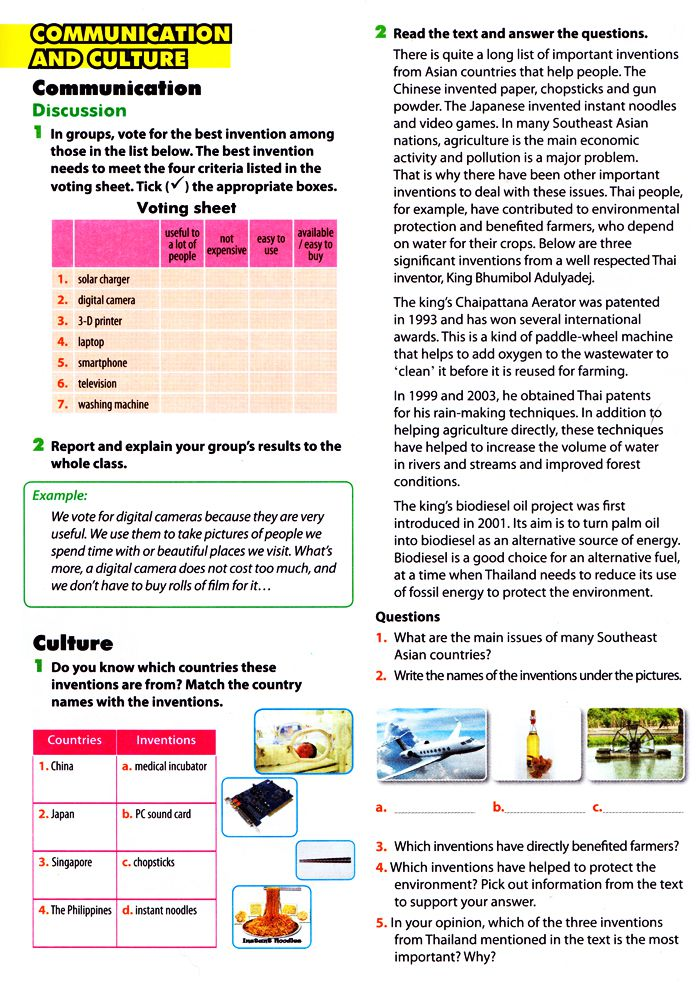 COMMUNICATION
AND CULTURE
Communication
Discussion
1 In groups, vote for the best invention among
those in the list below. The best invention
needs to meet the four criteria listed in the
voting sheet. Tick (✓) the appropriate boxes.
Voting sheet
useful to
a lot of
people
not
expensive
easy to
use
available
/ easy to
buy
1. solar charger
2. digital camera
3. 3-D printer
4. laptop
5. smartphone
6. television
7. washing machine
2 Report and explain your group's results to the
whole class.
Example:
We vote for digital cameras because they are very
useful. We use them to take pictures of people we
spend time with or beautiful places we visit. What's
more, a digital camera does not cost too much, and
we don't have to buy rolls of film for it...
Culture
1 Do you know which countries these
inventions are from? Match the country
names with the inventions.
Countries Inventions
1. China a. medical incubator
2. Japan b. PC sound card
3. Singapore c. chopsticks
4. The Philippines d. instant noodles
Instant Noodles
2 Read the text and answer the questions.
There is quite a long list of important inventions
from Asian countries that help people. The
Chinese invented paper, chopsticks and gun
powder. The Japanese invented instant noodles
and video games. In many Southeast Asian
nations, agriculture is the main economic
activity and pollution is a major problem.
That is why there have been other important
inventions to deal with these issues. Thai people,
for example, have contributed to environmental
protection and benefited farmers, who depend
on water for their crops. Below are three
significant inventions from a well respected Thai
inventor, King Bhumibol Adulyadej.
The king's Chaipattana Aerator was patented
in 1993 and has won several international
awards. This is a kind of paddle-wheel machine
that helps to add oxygen to the wastewater to
'clean' it before it is reused for farming.
In 1999 and 2003, he obtained Thai patents
for his rain-making techniques. In addition to
helping agriculture directly, these techniques
have helped to increase the volume of water
in rivers and streams and improved forest
conditions.
The king's biodiesel oil project was first
introduced in 2001. Its aim is to turn palm oil
into biodiesel as an alternative source of energy.
Biodiesel is a good choice for an alternative fuel,
at a time when Thailand needs to reduce its use
of fossil energy to protect the environment.
Questions
1. What are the main issues of many Southeast
Asian countries?
2. Write the names of the inventions under the pictures.
a. b. c.
3. Which inventions have directly benefited farmers?
4. Which inventions have helped to protect the
environment? Pick out information from the text
to support your answer.
5. In your opinion, which of the three inventions
from Thailand mentioned in the text is the most
important? Why?